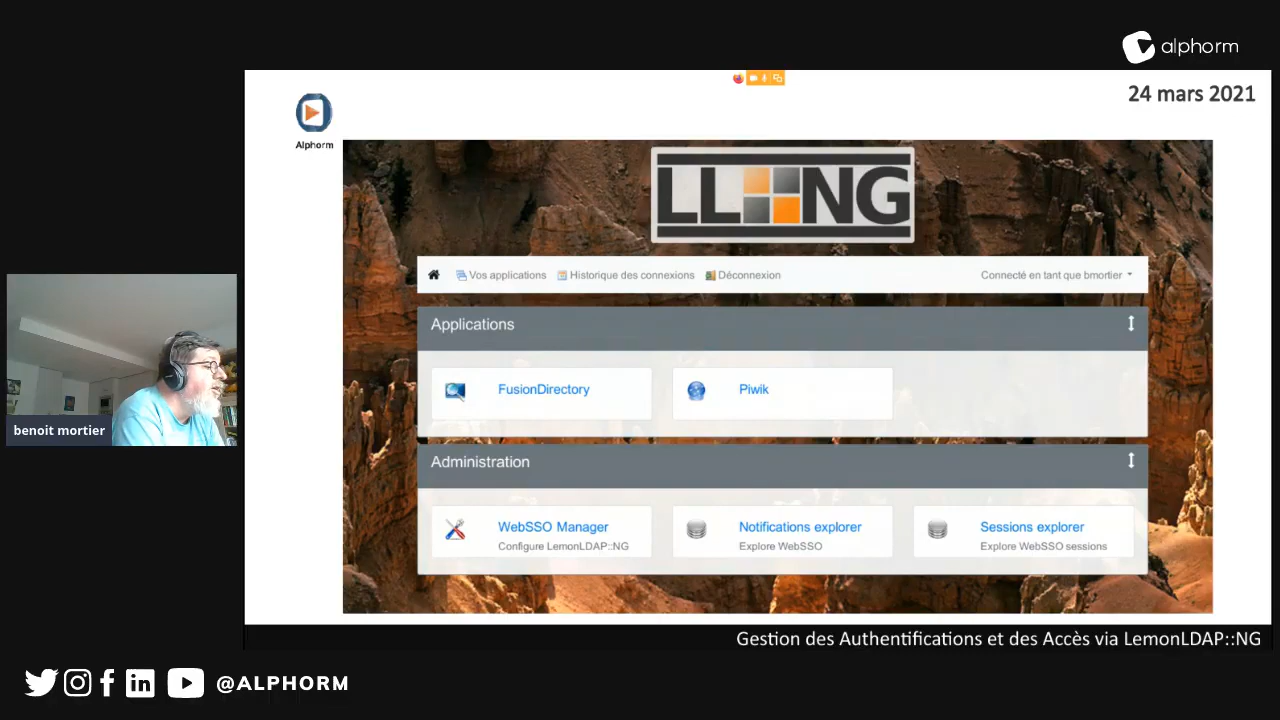 alphorm
24 mars 2021
Alphorm
LL NG
Vos applications Historique des connexions Déconnexion Connecté en tant que bmortier
Applications
FusionDirectory Piwik
Administration
WebSSO Manager Notifications explorer Sessions explorer
Configure LemonLDAP::NG Explore WebSSO Explore WebSSO sessions
benoit mortier
Gestion des Authentifications et des Accès via LemonLDAP::NG
@ALPHORM